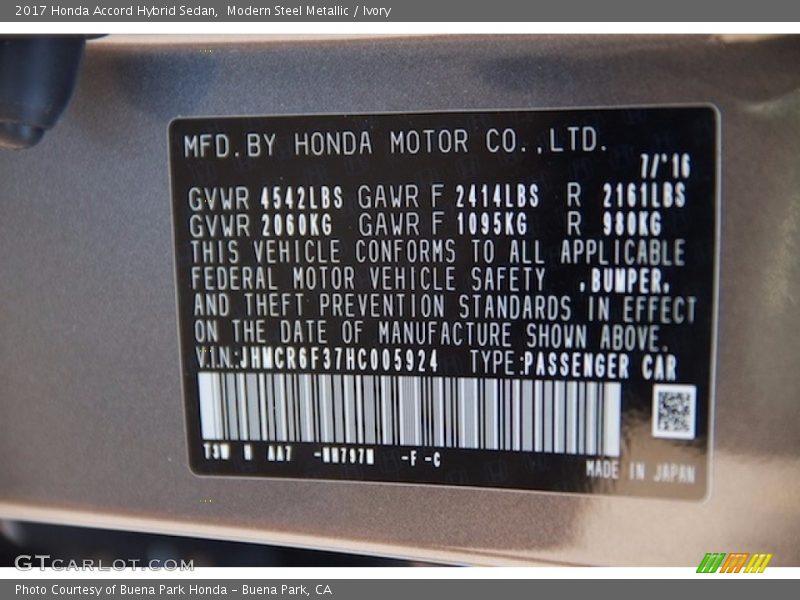 2017 Honda Accord Hybrid Sedan,  Modern Steel Metallic / Ivory
MFD. BY HONDA MOTOR CO., LTD.
7/'16
GVWR 4542LBS GAWR F 2414LBS R 2161LBS
GVWR 2060KG GAWR F 1095KG R 980KG
THIS VEHICLE CONFORMS TO ALL APPLICABLE
FEDERAL MOTOR VEHICLE SAFETY ,BUMPER,
AND THEFT PREVENTION STANDARDS IN EFFECT
ON THE DATE OF MANUFACTURE SHOWN ABOVE.
V.I.N.:JHMCR6F37HC005924 TYPE:PASSENGER CAR
AA7 -NH797M -F -C
MADE IN JAPAN
GTCARLOT.COM
Photo Courtesy of Buena Park Honda – Buena Park, CA